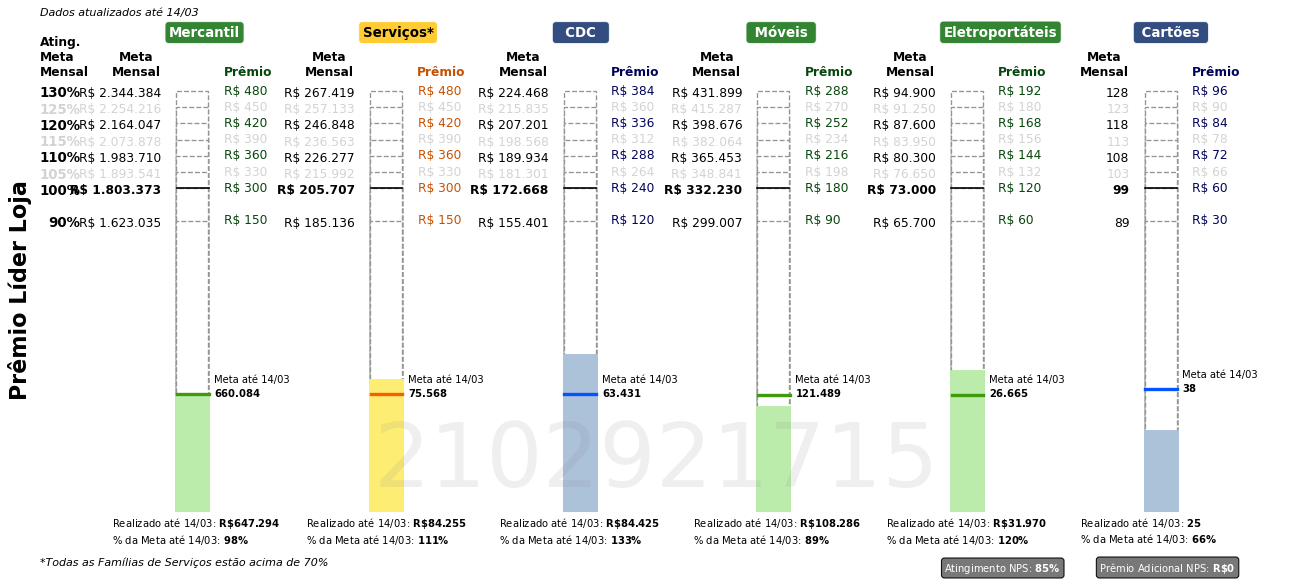 Dados atualizados até 14/03
Mercantil Serviços* CDC Móveis Eletroportáteis Cartões
Ating.
Meta Meta Meta Meta Meta Meta Meta
Mensal Mensal Prêmio Mensal Prêmio Mensal Prêmio Mensal Prêmio Mensal Prêmio Mensal Prêmio
130% R$ 2.344.384 R$ 480 R$ 267.419 R$ 480 R$ 224.468 R$ 384 R$ 431.899 R$ 288 R$ 94.900 R$ 192 128 R$ 96
125% R$ 2.254.216 R$ 450 R$ 257.133 R$ 450 R$ 215.835 R$ 360 R$ 415.287 R$ 270 R$ 91.250 R$ 180 123 R$ 90
120% R$ 2.164.047 R$ 420 R$ 246.848 R$ 420 R$ 207.201 R$ 336 R$ 398.676 R$ 252 R$ 87.600 R$ 168 118 R$ 84
115% R$ 2.073.878 R$ 390 R$ 236.563 R$ 390 R$ 198.568 R$ 312 R$ 382.064 R$ 234 R$ 83.950 R$ 156 113 R$ 78
110% R$ 1.983.710 R$ 360 R$ 226.277 R$ 360 R$ 189.934 R$ 288 R$ 365.453 R$ 216 R$ 80.300 R$ 144 108 R$ 72
105% R$ 1.893.541 R$ 330 R$ 215.992 R$ 330 R$ 181.301 R$ 264 R$ 348.841 R$ 198 R$ 76.650 R$ 132 103 R$ 66
100% R$ 1.803.373 R$ 300 R$ 205.707 R$ 300 R$ 172.668 R$ 240 R$ 332.230 R$ 180 R$ 73.000 R$ 120 99 R$ 60
90% R$ 1.623.035 R$ 150 R$ 185.136 R$ 150 R$ 155.401 R$ 120 R$ 299.007 R$ 90 R$ 65.700 R$ 60 89 R$ 30
Prêmio Líder Loja
Meta até 14/03 Meta até 14/03 Meta até 14/03 Meta até 14/03 Meta até 14/03 Meta até 14/03
660.084 75.568 63.431 121.489 26.665 38
2102921715
Realizado até 14/03: R$647.294 Realizado até 14/03: R$84.255 Realizado até 14/03: R$84.425 Realizado até 14/03: R$108.286 Realizado até 14/03: R$31.970 Realizado até 14/03: 25
% da Meta até 14/03: 98% % da Meta até 14/03: 111% % da Meta até 14/03: 133% % da Meta até 14/03: 89% % da Meta até 14/03: 120% % da Meta até 14/03: 66%
*Todas as Famílias de Serviços estão acima de 70% Atingimento NPS: 85% Prêmio Adicional NPS: R$0